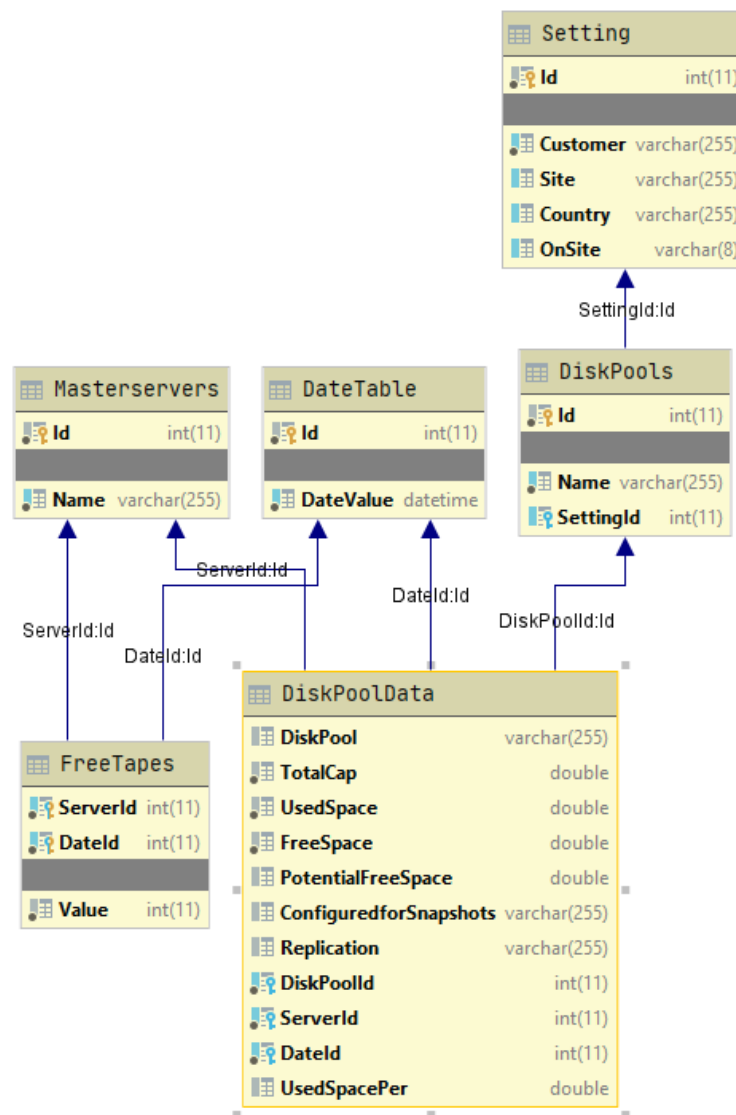 Setting
Id int(11)
Customer varchar(255)
Site varchar(255)
Country varchar(255)
OnSite varchar(8)
SettingId:Id
Masterservers
Id int(11)
Name varchar(255)
DateTable
Id int(11)
DateValue datetime
DiskPools
Id int(11)
Name varchar(255)
SettingId int(11)
ServerId:Id
DateId:Id
DiskPoolId:Id
ServerId:Id
DateId:Id
FreeTapes
ServerId int(11)
DateId int(11)
Value int(11)
DiskPoolData
DiskPool varchar(255)
TotalCap double
UsedSpace double
FreeSpace double
PotentialFreeSpace double
ConfiguredforSnapshots varchar(255)
Replication varchar(255)
DiskPoolId int(11)
ServerId int(11)
DateId int(11)
UsedSpacePer double